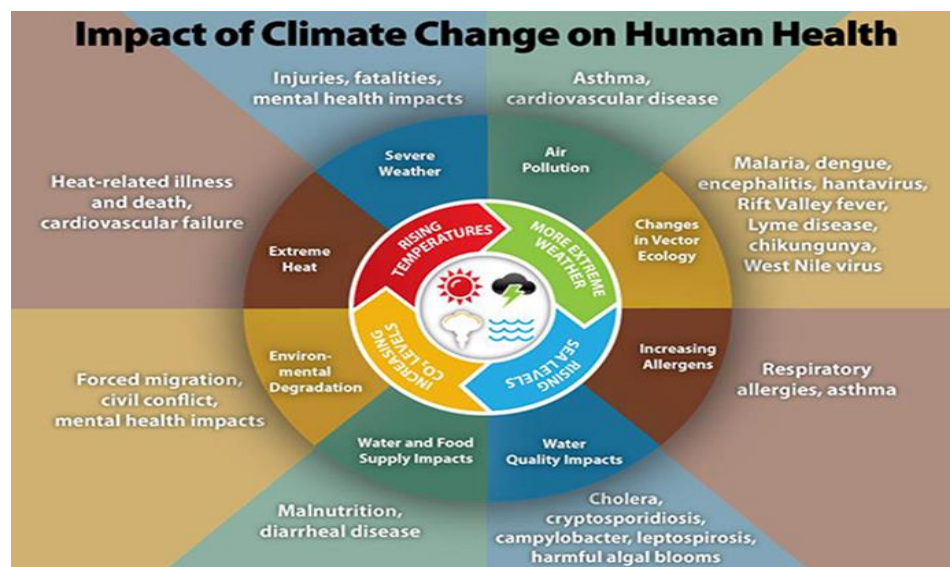 Impact of Climate Change on Human Health
Injuries, fatalities,
mental health impacts
Asthma,
cardiovascular disease
Severe
Weather
Air
Pollution
Heat-related illness
and death,
cardiovascular failure
Extreme
Heat
Malaria, dengue,
encephalitis, hantavirus,
Rift Valley fever,
Lyme disease,
chikungunya,
West Nile virus
Changes
in Vector
Ecology
RISING
TEMPERATURES
MORE EXTREME
WEATHER
INCREASING
CO₂ LEVELS
RISING
SEA LEVELS
Environ-
mental
Degradation
Forced migration,
civil conflict,
mental health impacts
Increasing
Allergens
Respiratory
allergies, asthma
Water and Food
Supply Impacts
Water
Quality Impacts
Malnutrition,
diarrheal disease
Cholera,
cryptosporidiosis,
campylobacter, leptospirosis,
harmful algal blooms